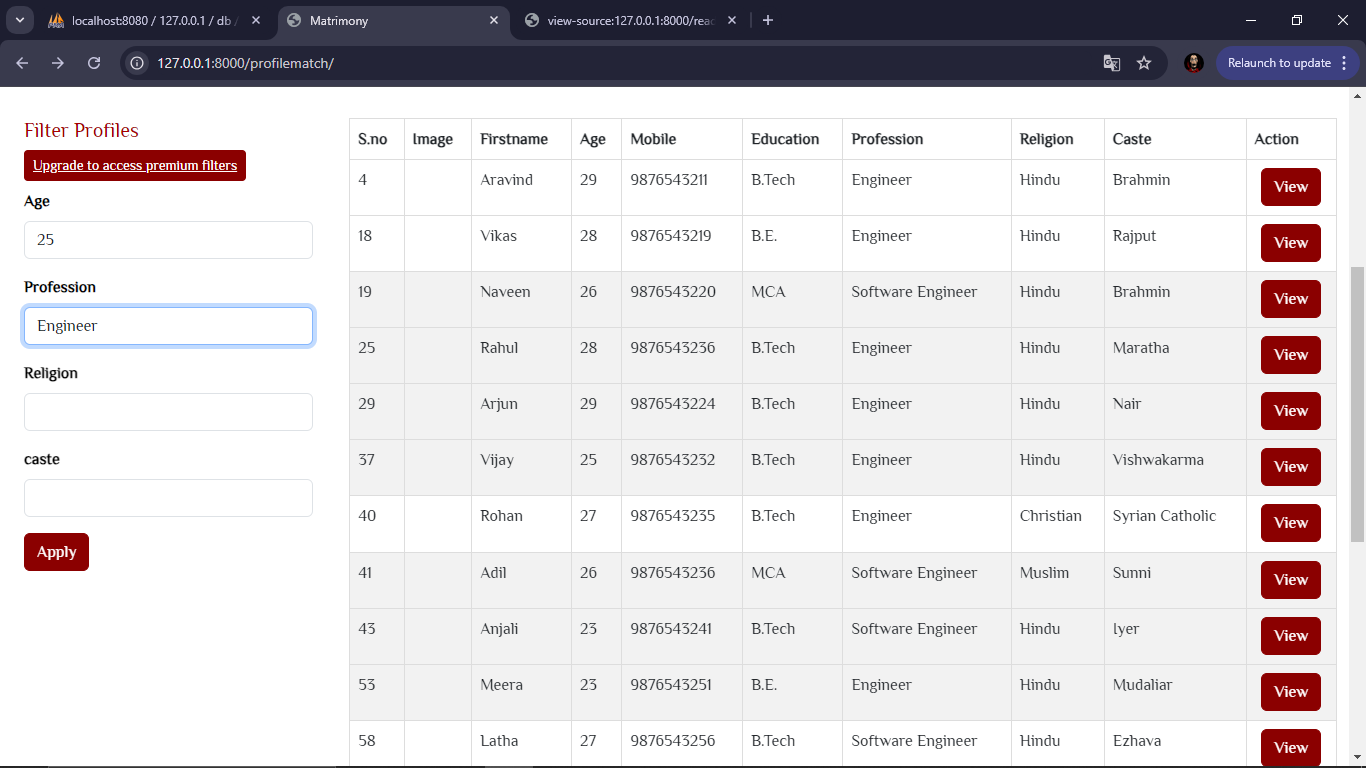 localhost:8080 / 127.0.0.1 / db /
Matrimony
view-source:127.0.0.1:8000/read
127.0.0.1:8000/profilematch/
Relaunch to update
Filter Profiles
Upgrade to access premium filters
Age
25
Profession
Engineer
Religion
caste
Apply
S.no Image Firstname Age Mobile Education Profession Religion Caste Action
4 Aravind 29 9876543211 B.Tech Engineer Hindu Brahmin View
18 Vikas 28 9876543219 B.E. Engineer Hindu Rajput View
19 Naveen 26 9876543220 MCA Software Engineer Hindu Brahmin View
25 Rahul 28 9876543236 B.Tech Engineer Hindu Maratha View
29 Arjun 29 9876543224 B.Tech Engineer Hindu Nair View
37 Vijay 25 9876543232 B.Tech Engineer Hindu Vishwakarma View
40 Rohan 27 9876543235 B.Tech Engineer Christian Syrian Catholic View
41 Adil 26 9876543236 MCA Software Engineer Muslim Sunni View
43 Anjali 23 9876543241 B.Tech Software Engineer Hindu Iyer View
53 Meera 23 9876543251 B.E. Engineer Hindu Mudaliar View
58 Latha 27 9876543256 B.Tech Software Engineer Hindu Ezhava View